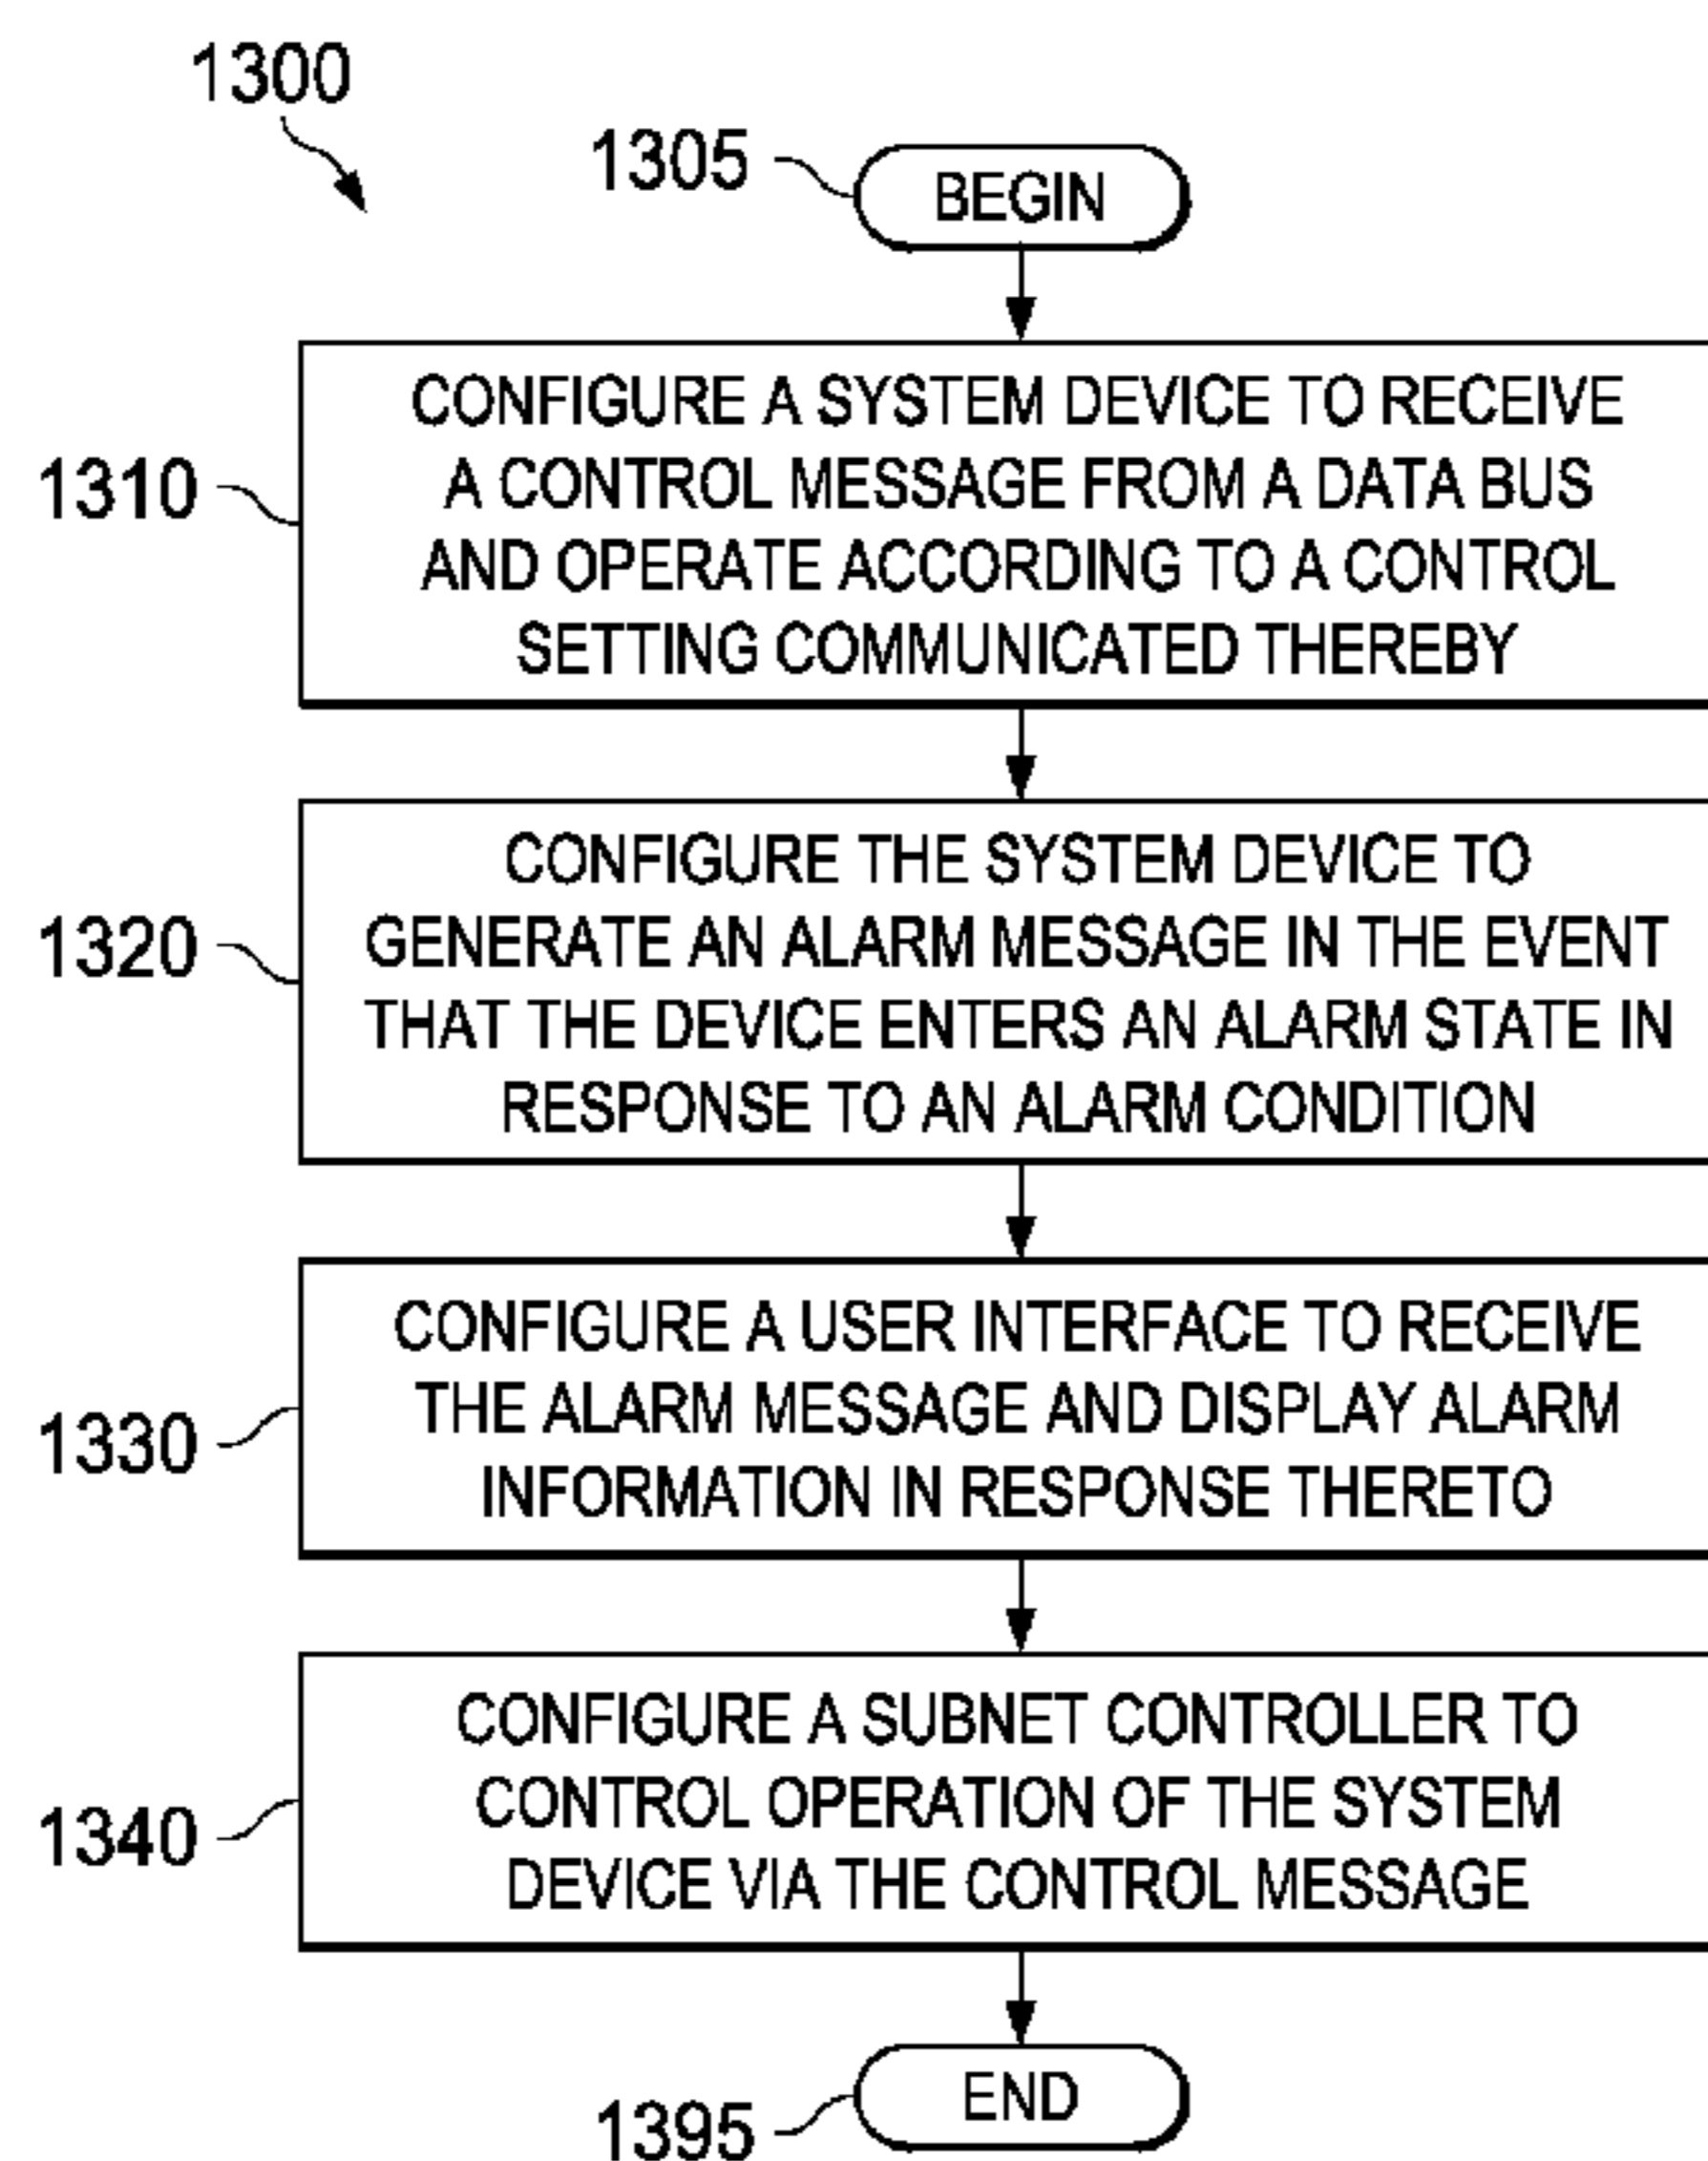 1300
1305
BEGIN
1310
CONFIGURE A SYSTEM DEVICE TO RECEIVE
A CONTROL MESSAGE FROM A DATA BUS
AND OPERATE ACCORDING TO A CONTROL
SETTING COMMUNICATED THEREBY
1320
CONFIGURE THE SYSTEM DEVICE TO
GENERATE AN ALARM MESSAGE IN THE EVENT
THAT THE DEVICE ENTERS AN ALARM STATE IN
RESPONSE TO AN ALARM CONDITION
1330
CONFIGURE A USER INTERFACE TO RECEIVE
THE ALARM MESSAGE AND DISPLAY ALARM
INFORMATION IN RESPONSE THERETO
1340
CONFIGURE A SUBNET CONTROLLER TO
CONTROL OPERATION OF THE SYSTEM
DEVICE VIA THE CONTROL MESSAGE
1395
END